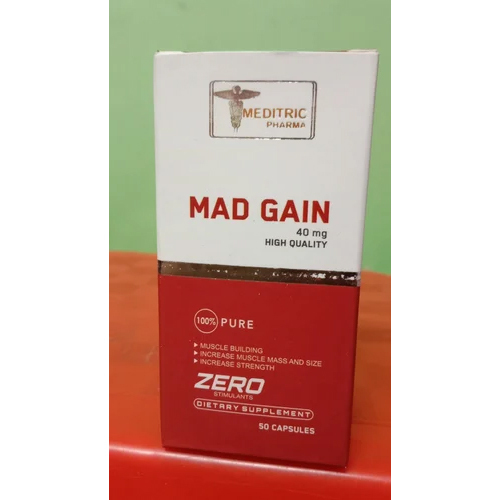 MEDITRIC
PHARMA
MAD GAIN
40 mg
HIGH QUALITY
100% PURE
MUSCLE BUILDING
INCREASE MUSCLE MASS AND SIZE
INCREASE STRENGTH
ZERO
STIMULANTS
DIETARY SUPPLEMENT
50 CAPSULES